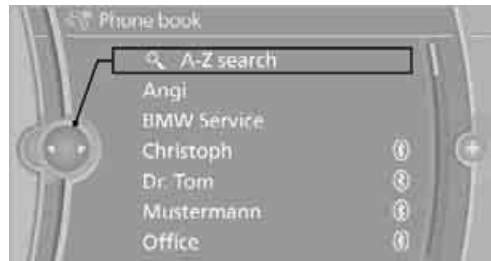 Phone book
A-Z search
Angi
BMW Service
Christoph
Dr. Tom
Mustermann
Office